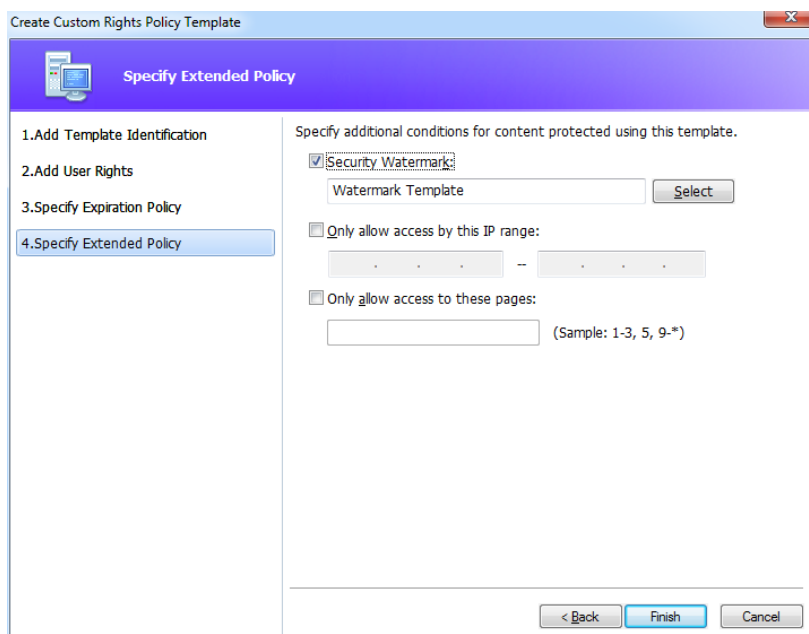 Create Custom Rights Policy Template
X
Specify Extended Policy
1.Add Template Identification
2.Add User Rights
3.Specify Expiration Policy
4.Specify Extended Policy
Specify additional conditions for content protected using this template.
Security Watermark:
Watermark Template
Select
Only allow access by this IP range:
. . . -- . . .
Only allow access to these pages:
(Sample: 1-3, 5, 9-*)
< Back Finish Cancel